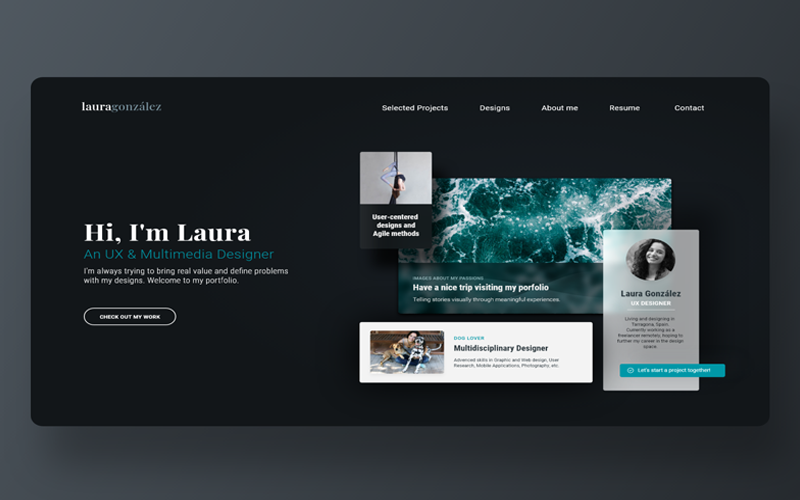 lauragonzález
Selected Projects Designs About me Resume Contact
Hi, I'm Laura
An UX & Multimedia Designer
I'm always trying to bring real value and define problems
with my designs. Welcome to my portfolio.
CHECK OUT MY WORK
User-centered
designs and
Agile methods
IMAGES ABOUT MY PASSIONS
Have a nice trip visiting my porfolio
Telling stories visually through meaningful experiences.
DOG LOVER
Multidisciplinary Designer
Advanced skills in Graphic and Web design, User
Research, Mobile Applications, Photography, etc.
Laura González
UX DESIGNER
Living and designing in
Tarragona, Spain.
Currently working as a
freelancer remotely, hoping to
further my career in the design
space.
Let's start a project together!